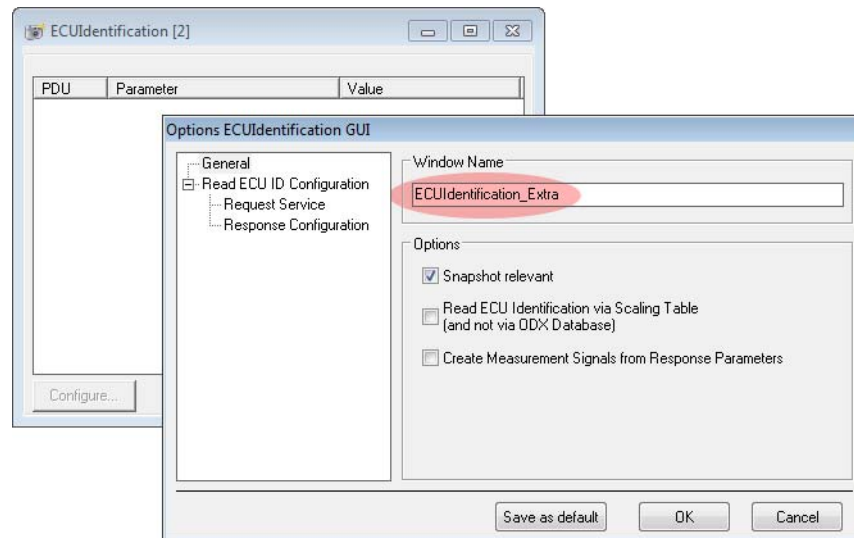 ECUIdentification [2]
PDU Parameter Value
Configure...
Options ECUIdentification GUI
General
Read ECU ID Configuration
Request Service
Response Configuration
Window Name
ECUIdentification_Extra
Options
Snapshot relevant
Read ECU Identification via Scaling Table
(and not via ODX Database)
Create Measurement Signals from Response Parameters
Save as default OK Cancel